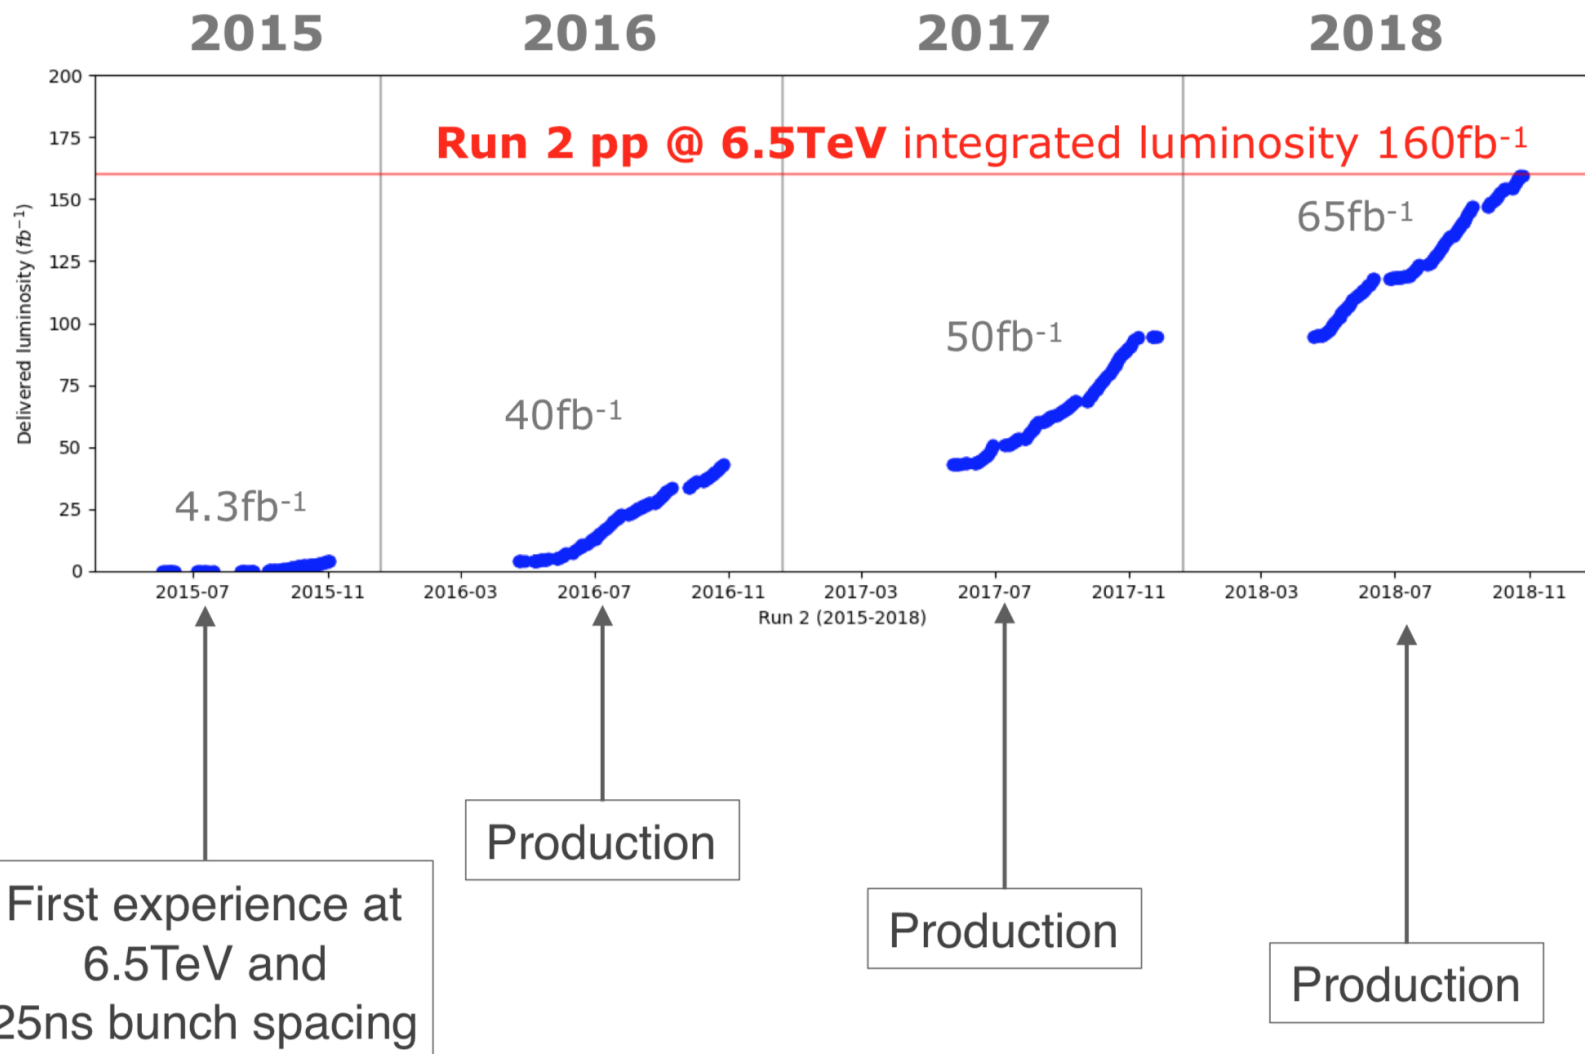 2015 2016 2017 2018
200
175
150
125
100
75
50
25
0
Delivered luminosity (fb⁻¹)
Run 2 pp @ 6.5TeV integrated luminosity 160fb⁻¹
65fb⁻¹
50fb⁻¹
40fb⁻¹
4.3fb⁻¹
2015-07 2015-11 2016-03 2016-07 2016-11 2017-03 2017-07 2017-11 2018-03 2018-07 2018-11
Run 2 (2015-2018)
First experience at
6.5TeV and
25ns bunch spacing
Production
Production
Production